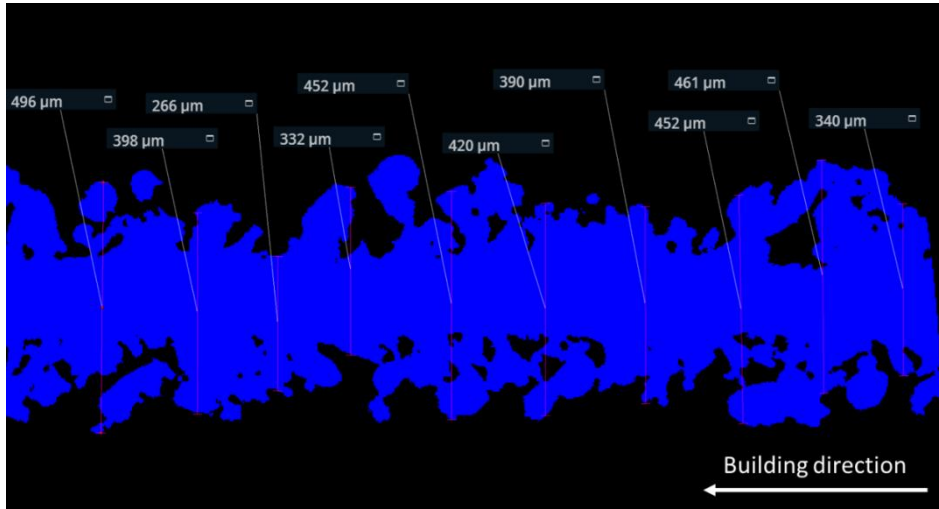 452 µm
390 µm
461 µm
496 µm
266 µm
398 µm
332 µm
420 µm
452 µm
340 µm
Building direction